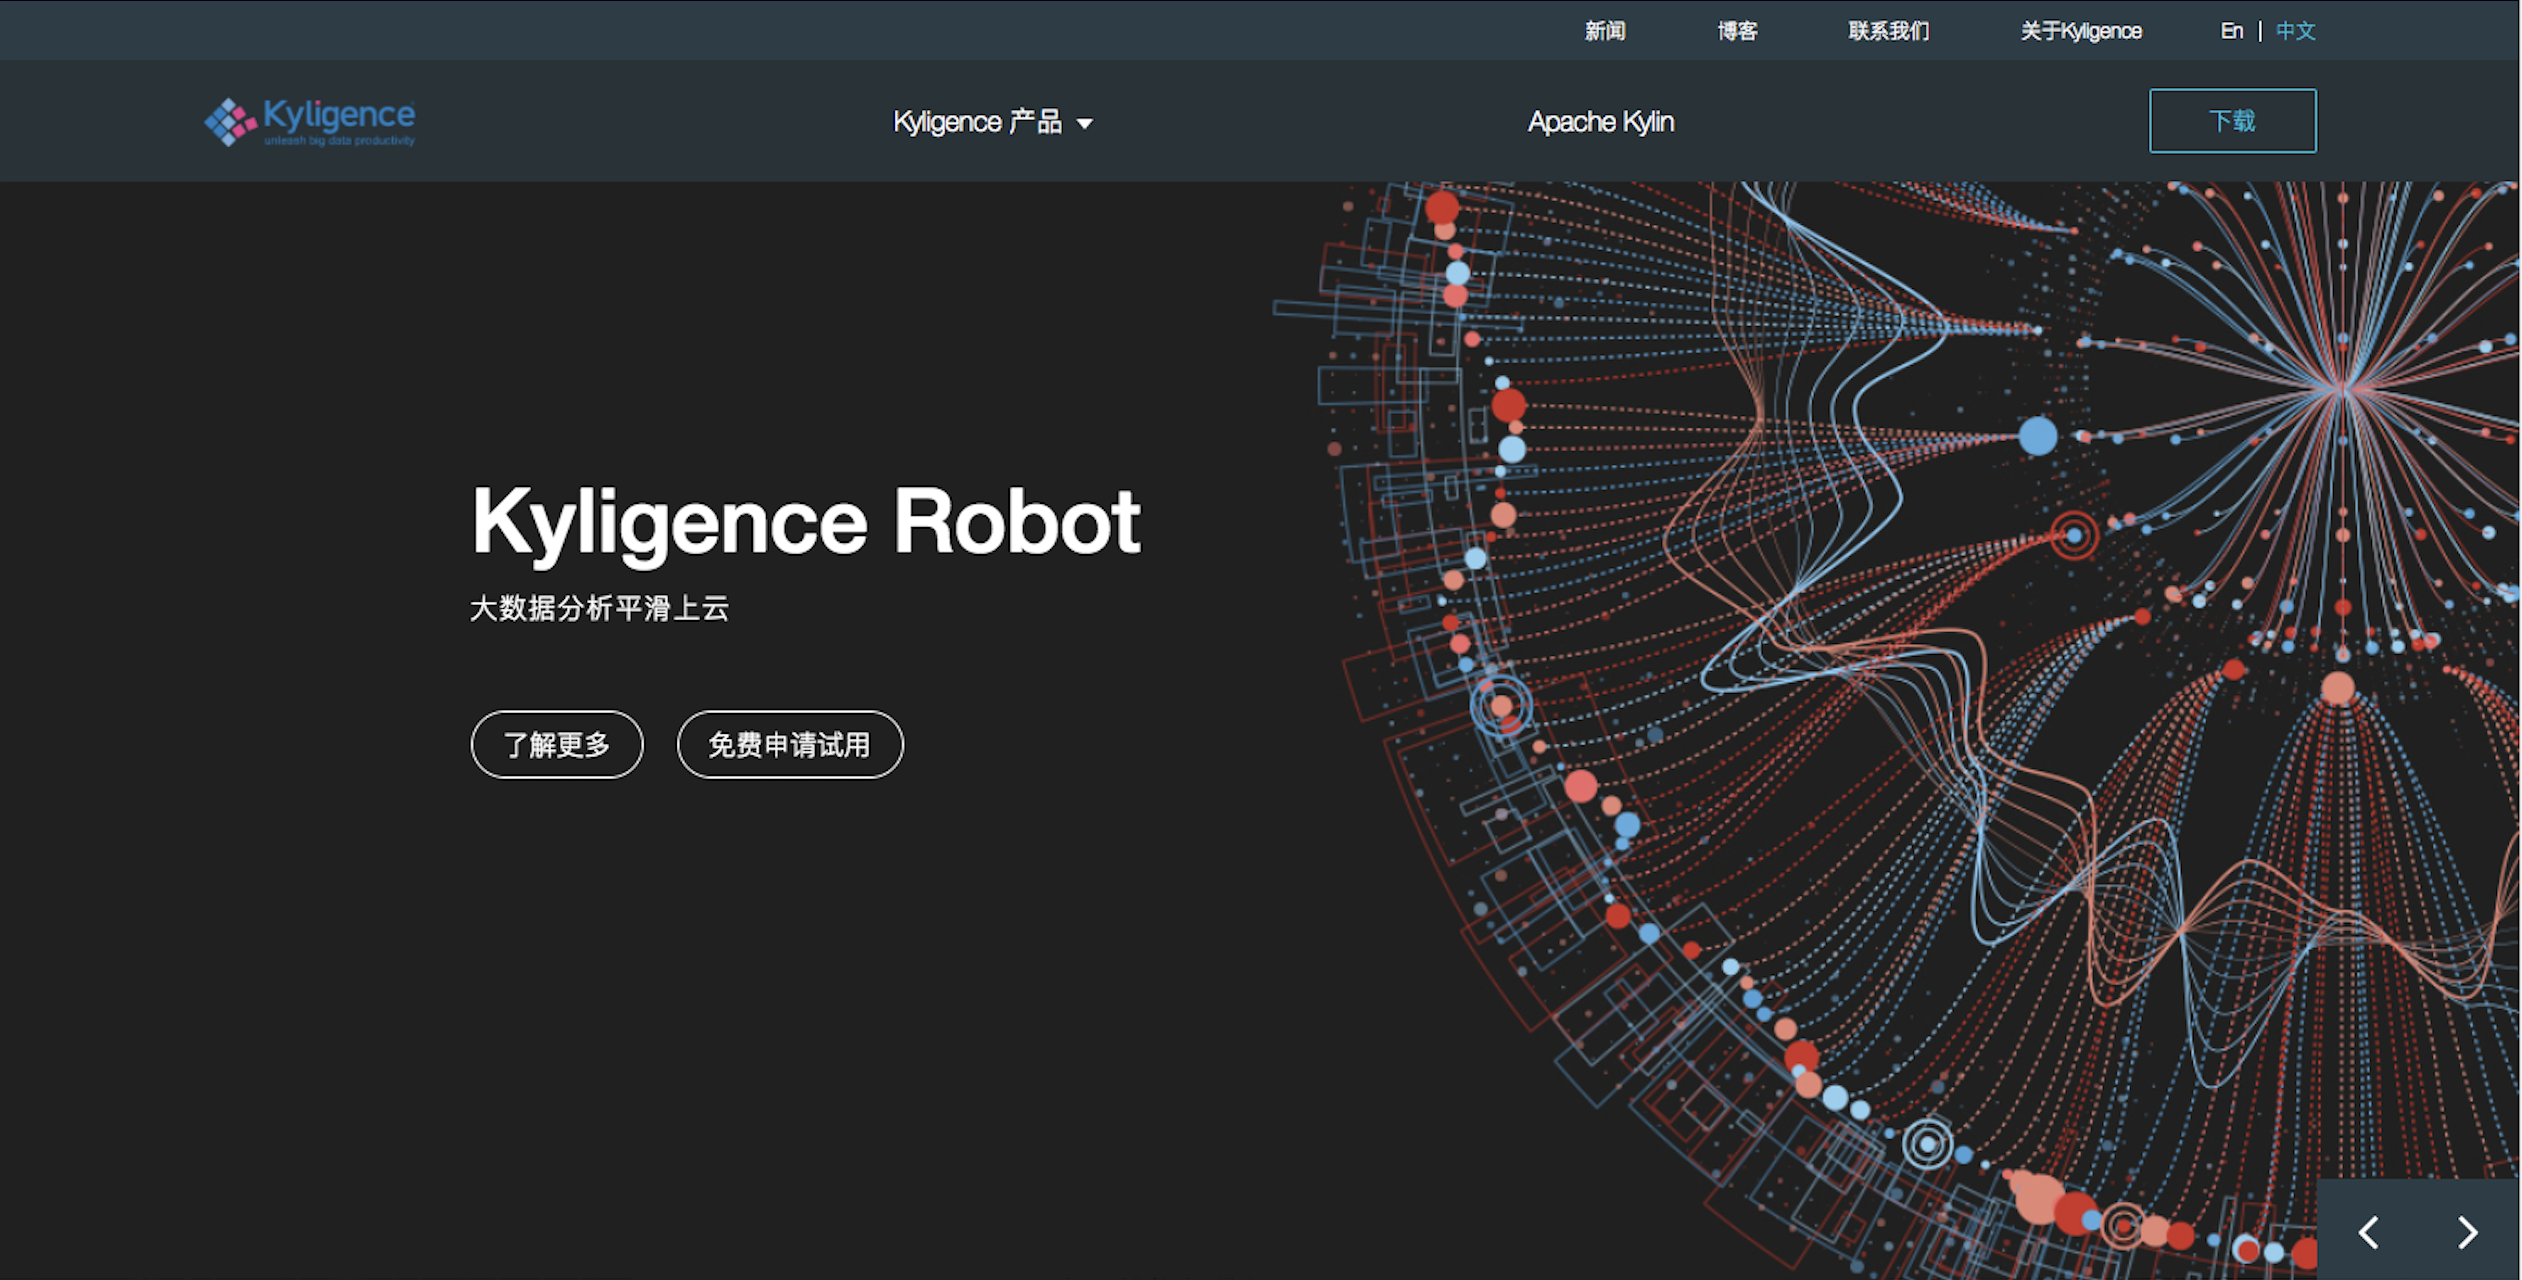 新闻 博客 联系我们 关于Kyligence En | 中文
Kyligence
unleash big data productivity
Kyligence 产品 Apache Kylin 下载
Kyligence Robot
大数据分析平滑上云
了解更多 免费申请试用